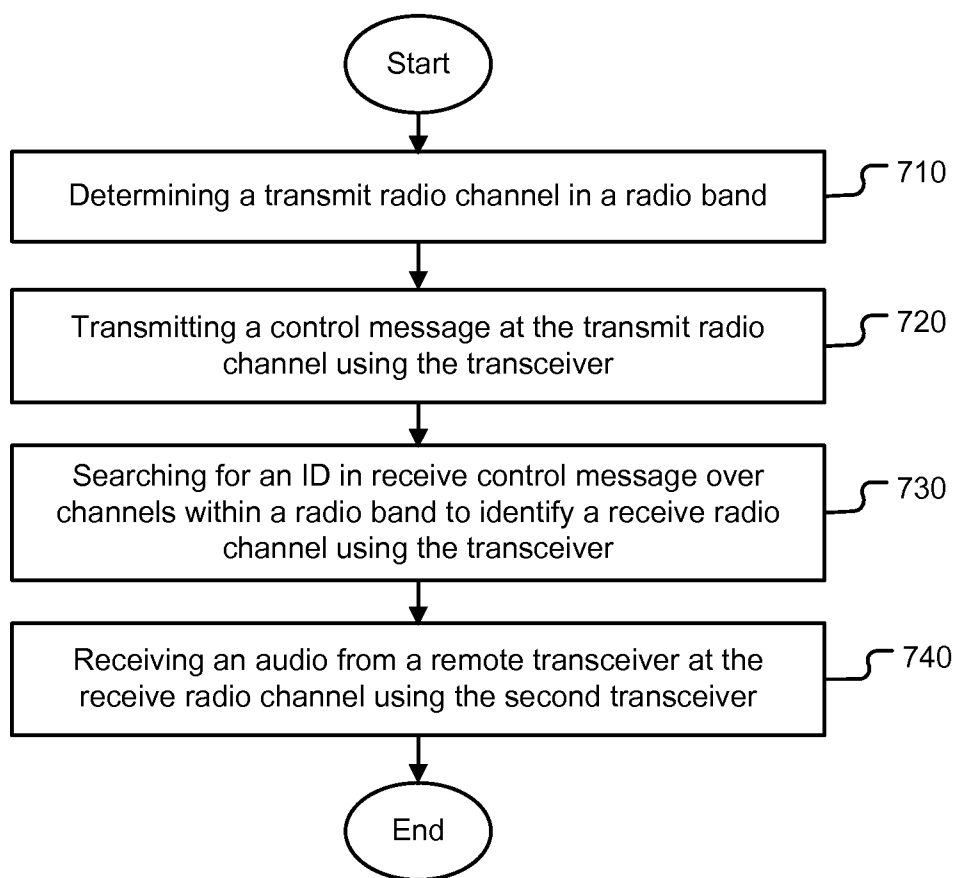 Start
Determining a transmit radio channel in a radio band
710
Transmitting a control message at the transmit radio
channel using the transceiver
720
Searching for an ID in receive control message over
channels within a radio band to identify a receive radio
channel using the transceiver
730
Receiving an audio from a remote transceiver at the
receive radio channel using the second transceiver
740
End